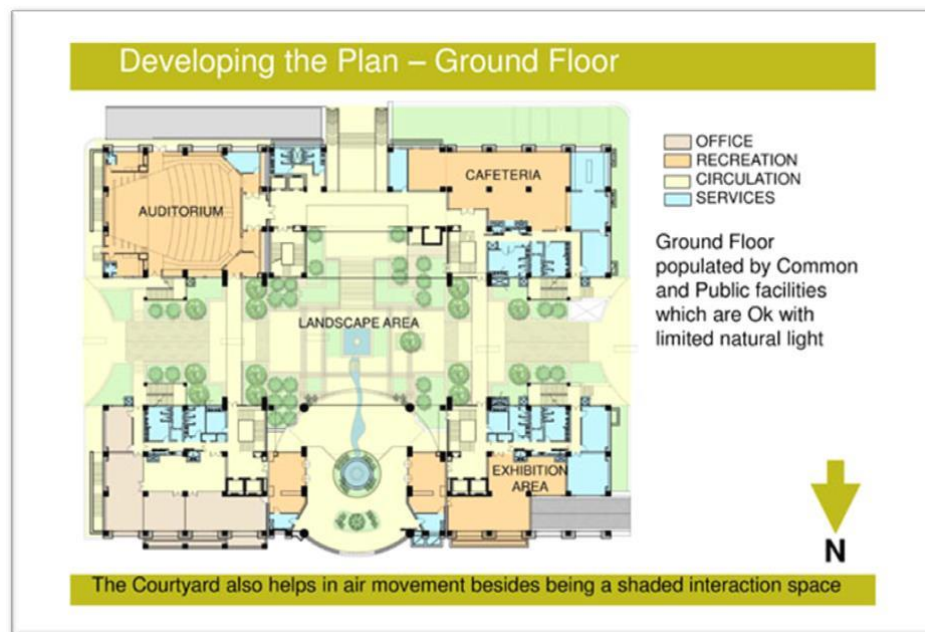 Developing the Plan – Ground Floor
OFFICE
RECREATION
CIRCULATION
SERVICES
CAFETERIA
AUDITORIUM
LANDSCAPE AREA
EXHIBITION
AREA
Ground Floor
populated by Common
and Public facilities
which are Ok with
limited natural light
N
The Courtyard also helps in air movement besides being a shaded interaction space